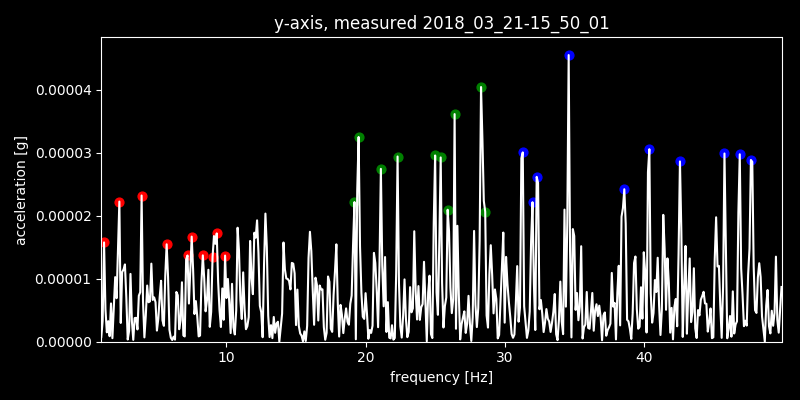 y-axis, measured 2018_03_21-15_50_01
acceleration [g]
0.00004
0.00003
0.00002
0.00001
0.00000
10 20 30 40
frequency [Hz]